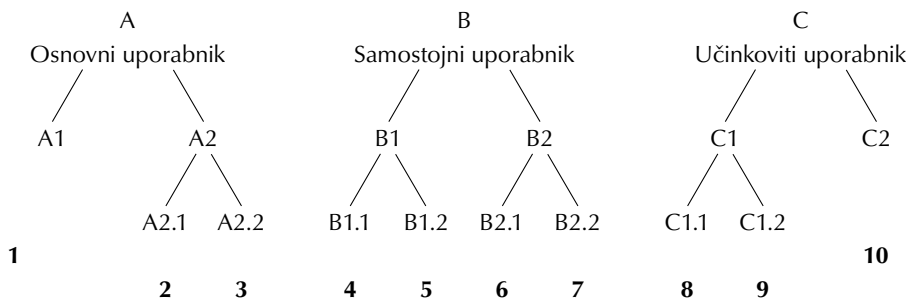 A B C
Osnovni uporabnik Samostojni uporabnik Učinkoviti uporabnik
A1 A2 B1 B2 C1 C2
A2.1 A2.2 B1.1 B1.2 B2.1 B2.2 C1.1 C1.2
1 10
2 3 4 5 6 7 8 9